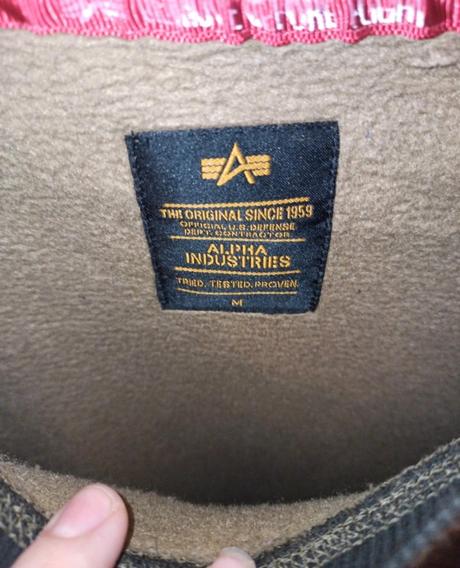 THE ORIGINAL SINCE 1959
OFFICIAL U.S. DEFENSE
DEPT. CONTRACTOR
ALPHA
INDUSTRIES
TRIED. TESTED. PROVEN.
M